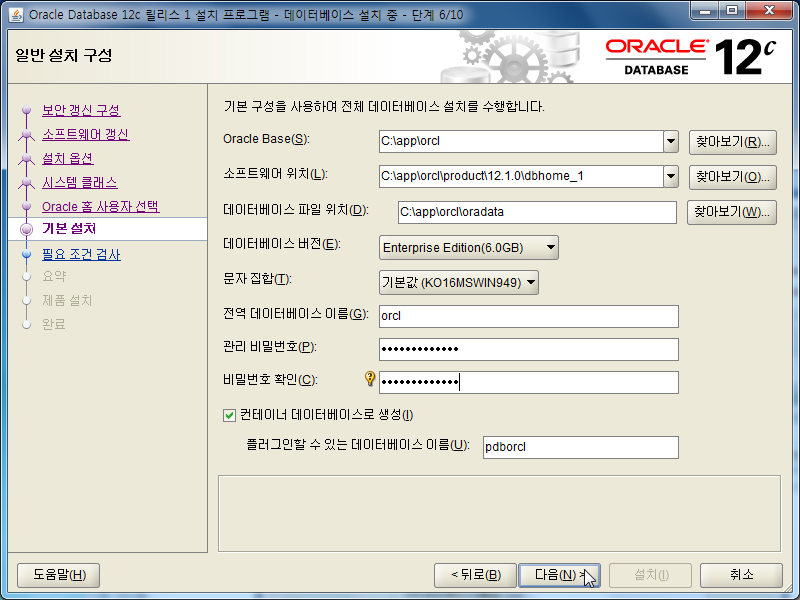 Oracle Database 12c 릴리스 1 설치 프로그램 - 데이터베이스 설치 중 - 단계 6/10
일반 설치 구성
ORACLE®
DATABASE 12c
보안 갱신 구성
소프트웨어 갱신
설치 옵션
시스템 클래스
Oracle 홈 사용자 선택
기본 설치
필요 조건 검사
요약
제품 설치
완료
기본 구성을 사용하여 전체 데이터베이스 설치를 수행합니다.
Oracle Base(S): C:\app\orcl 찾아보기(R)...
소프트웨어 위치(L): C:\app\orcl\product\12.1.0\dbhome_1 찾아보기(O)...
데이터베이스 파일 위치(D): C:\app\orcl\oradata 찾아보기(W)...
데이터베이스 버전(E): Enterprise Edition(6.0GB)
문자 집합(T): 기본값 (KO16MSWIN949)
전역 데이터베이스 이름(G): orcl
관리 비밀번호(P): •••••••••••••
비밀번호 확인(C): •••••••••••••
컨테이너 데이터베이스로 생성(I)
플러그인할 수 있는 데이터베이스 이름(U): pdborcl
도움말(H) < 뒤로(B) 다음(N) > 설치(I) 취소